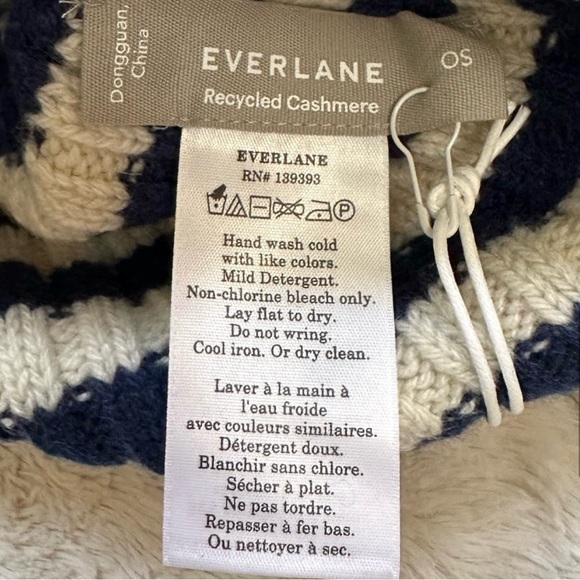 Dongguan,
China
EVERLANE
Recycled Cashmere
OS
EVERLANE
RN# 139393
Hand wash cold
with like colors.
Mild Detergent.
Non-chlorine bleach only.
Lay flat to dry.
Do not wring.
Cool iron. Or dry clean.
Laver à la main à
l'eau froide
avec couleurs similaires.
Détergent doux.
Blanchir sans chlore.
Sécher à plat.
Ne pas tordre.
Repasser à fer bas.
Ou nettoyer à sec.